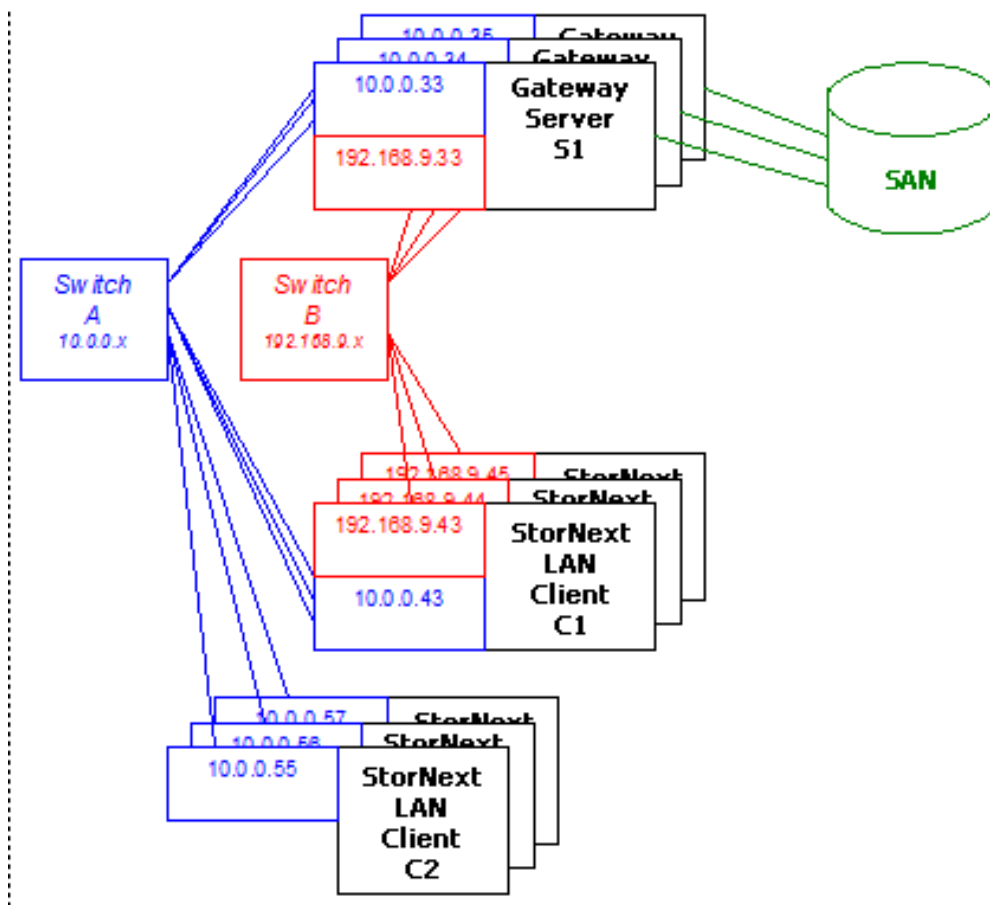 10.0.0.35
Gateway
10.0.0.34
Gateway
10.0.0.33
Gateway
Server
S1
192.168.9.33
SAN
Switch
A
10.0.0.x
Switch
B
192.168.9.x
192.168.9.45
StorNext
192.168.9.44
StorNext
192.168.9.43
StorNext
LAN
Client
C1
10.0.0.43
10.0.0.57
StorNext
10.0.0.56
StorNext
10.0.0.55
StorNext
LAN
Client
C2